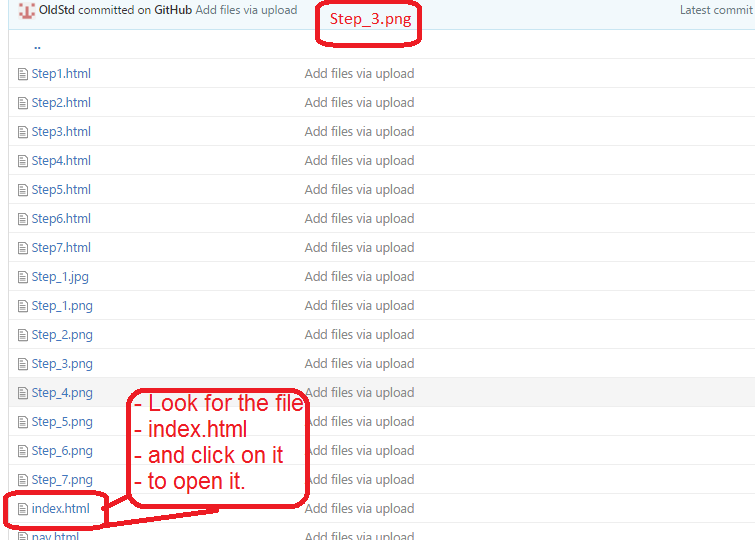 OldStd committed on GitHub Add files via upload Step_3.png Latest commit
..
Step1.html Add files via upload
Step2.html Add files via upload
Step3.html Add files via upload
Step4.html Add files via upload
Step5.html Add files via upload
Step6.html Add files via upload
Step7.html Add files via upload
Step_1.jpg Add files via upload
Step_1.png Add files via upload
Step_2.png Add files via upload
Step_3.png Add files via upload
Step_4.png Add files via upload
Step_5.png Add files via upload
Step_6.png Add files via upload
Step_7.png Add files via upload
index.html Add files via upload
nav.html Add files via upload
- Look for the file
- index.html
- and click on it
- to open it.